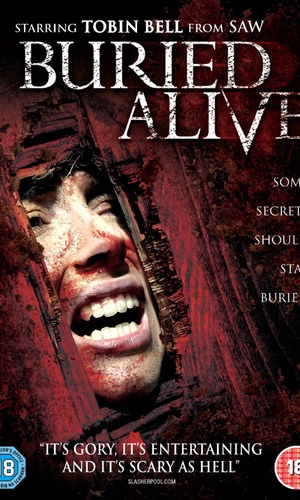 STARRING TOBIN BELL FROM SAW
BURIED
ALIVE
SOM
SECRET
SHOUL
STA
BURIE
"IT'S GORY, IT'S ENTERTAINING
AND IT'S SCARY AS HELL"
SLASHERPOOL.COM
18
18